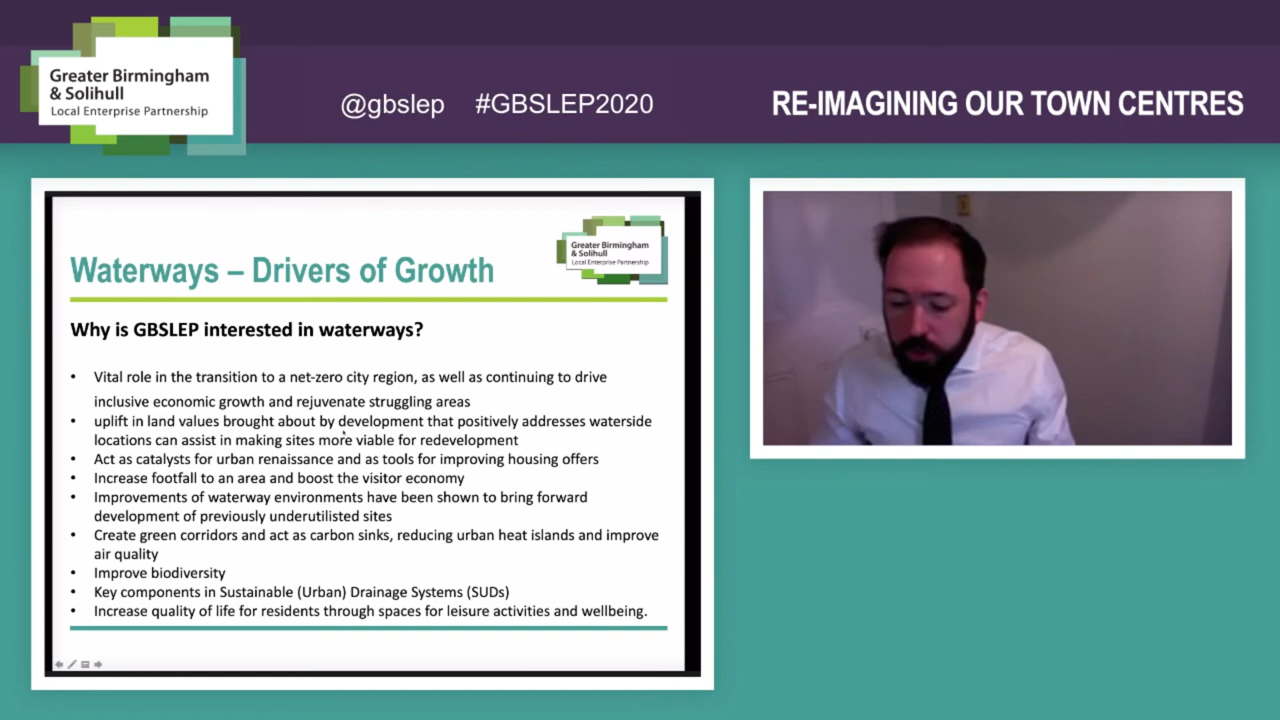 Greater Birmingham
& Solihull
Local Enterprise Partnership
@gbslep #GBSLEP2020
RE-IMAGINING OUR TOWN CENTRES
Greater Birmingham
& Solihull
Local Enterprise Partnership
Waterways – Drivers of Growth
Why is GBSLEP interested in waterways?
• Vital role in the transition to a net-zero city region, as well as continuing to drive
inclusive economic growth and rejuvenate struggling areas
• uplift in land values brought about by development that positively addresses waterside
locations can assist in making sites more viable for redevelopment
• Act as catalysts for urban renaissance and as tools for improving housing offers
• Increase footfall to an area and boost the visitor economy
• Improvements of waterway environments have been shown to bring forward
development of previously underutilisted sites
• Create green corridors and act as carbon sinks, reducing urban heat islands and improve
air quality
• Improve biodiversity
• Key components in Sustainable (Urban) Drainage Systems (SUDs)
• Increase quality of life for residents through spaces for leisure activities and wellbeing.